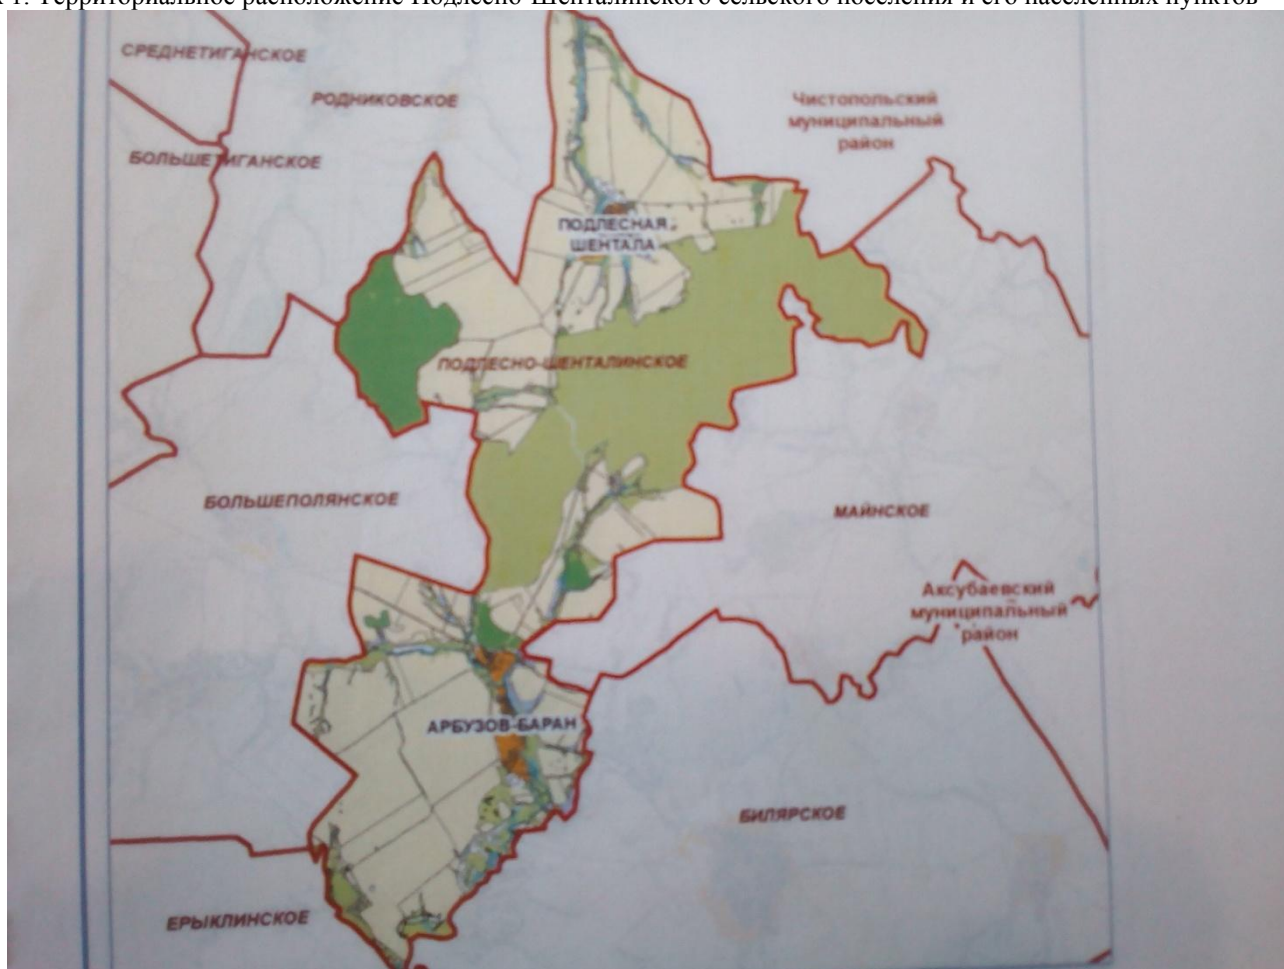 1. Территориальное расположение Подлесно-Шенталинского сельского поселения и его населенных пунктов
СРЕДНЕТИГАНСКОЕ
РОДНИКОВСКОЕ
Чистопольский
муниципальный
район
БОЛЬШЕТИГАНСКОЕ
ПОДЛЕСНАЯ
ШЕНТАЛА
ПОДЛЕСНО-ШЕНТАЛИНСКОЕ
БОЛЬШЕПОЛЯНСКОЕ
МАЙНСКОЕ
Аксубаевский
муниципальный
район
АРБУЗОВ-БАРАН
БИЛЯРСКОЕ
ЕРЫКЛИНСКОЕ